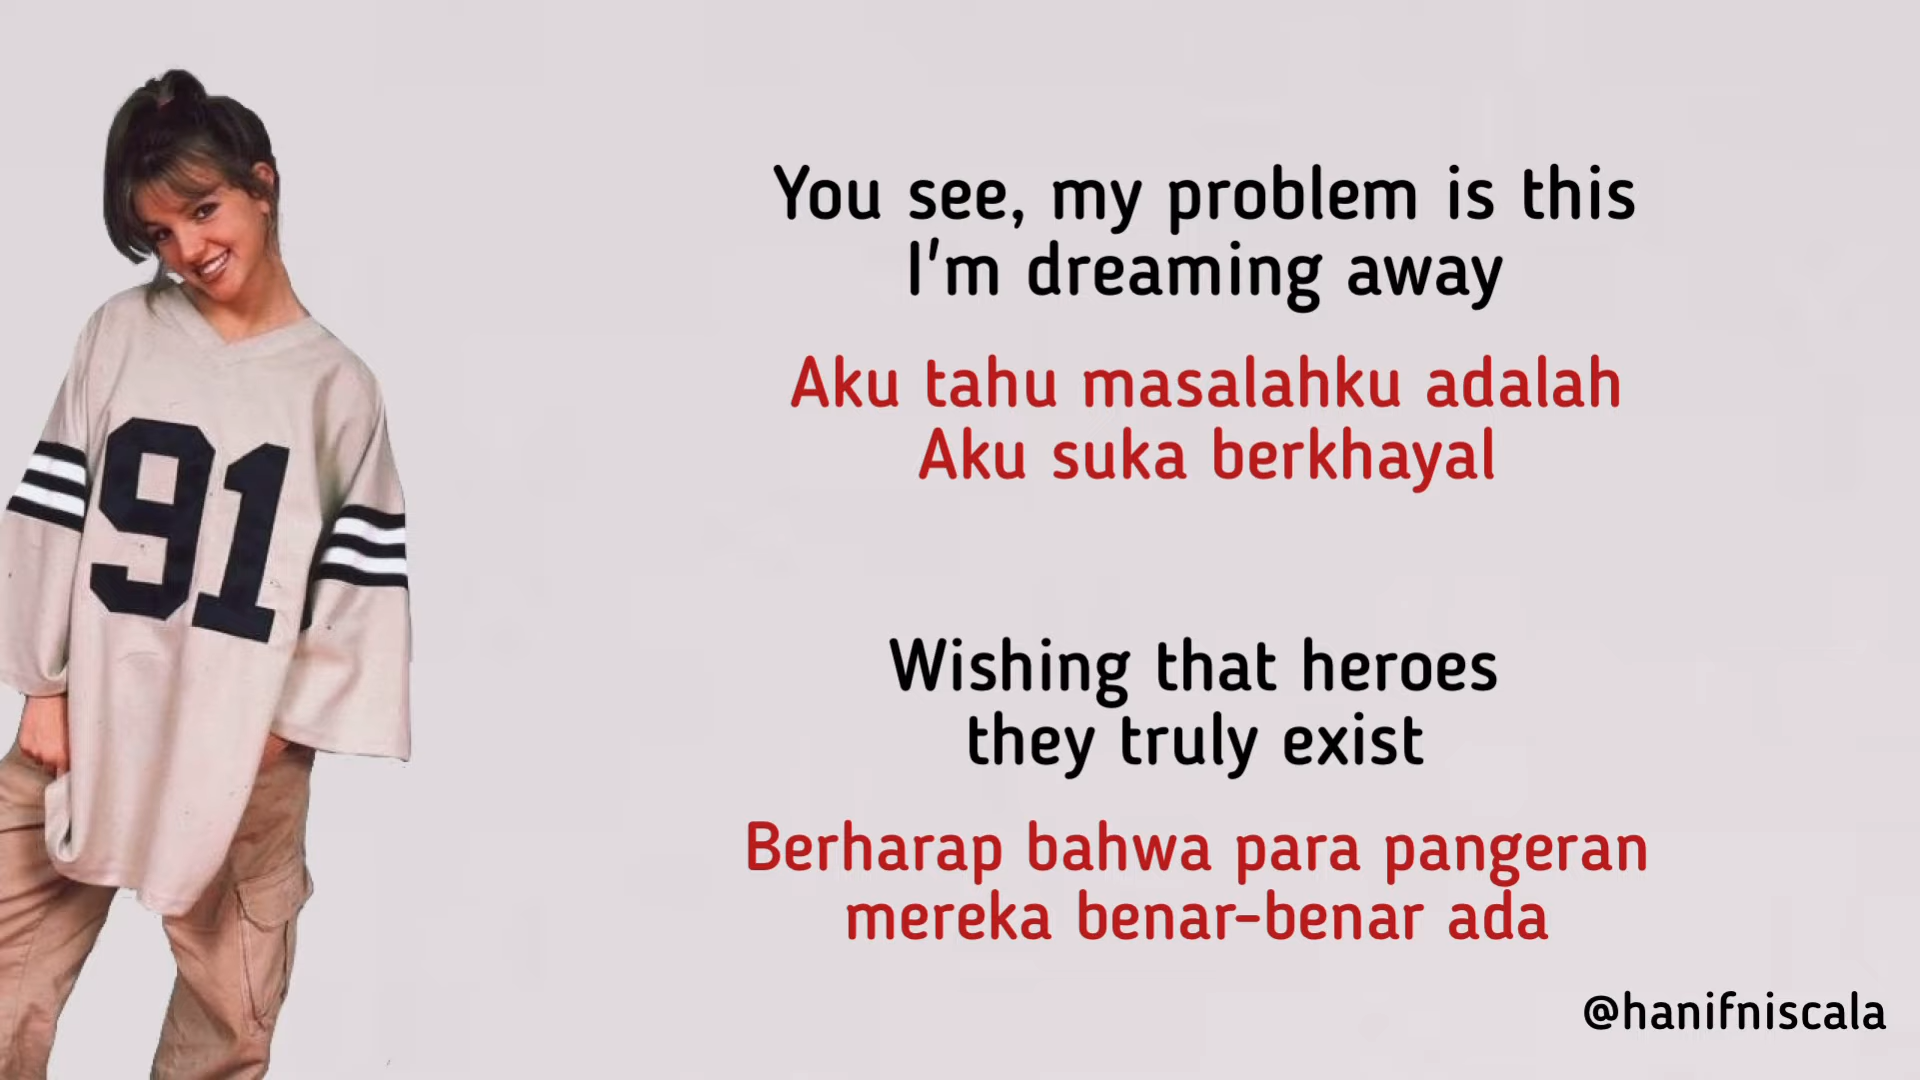 You see, my problem is this
I'm dreaming away
Aku tahu masalahku adalah
Aku suka berkhayal
Wishing that heroes
they truly exist
Berharap bahwa para pangeran
mereka benar-benar ada
@hanifniscala
91